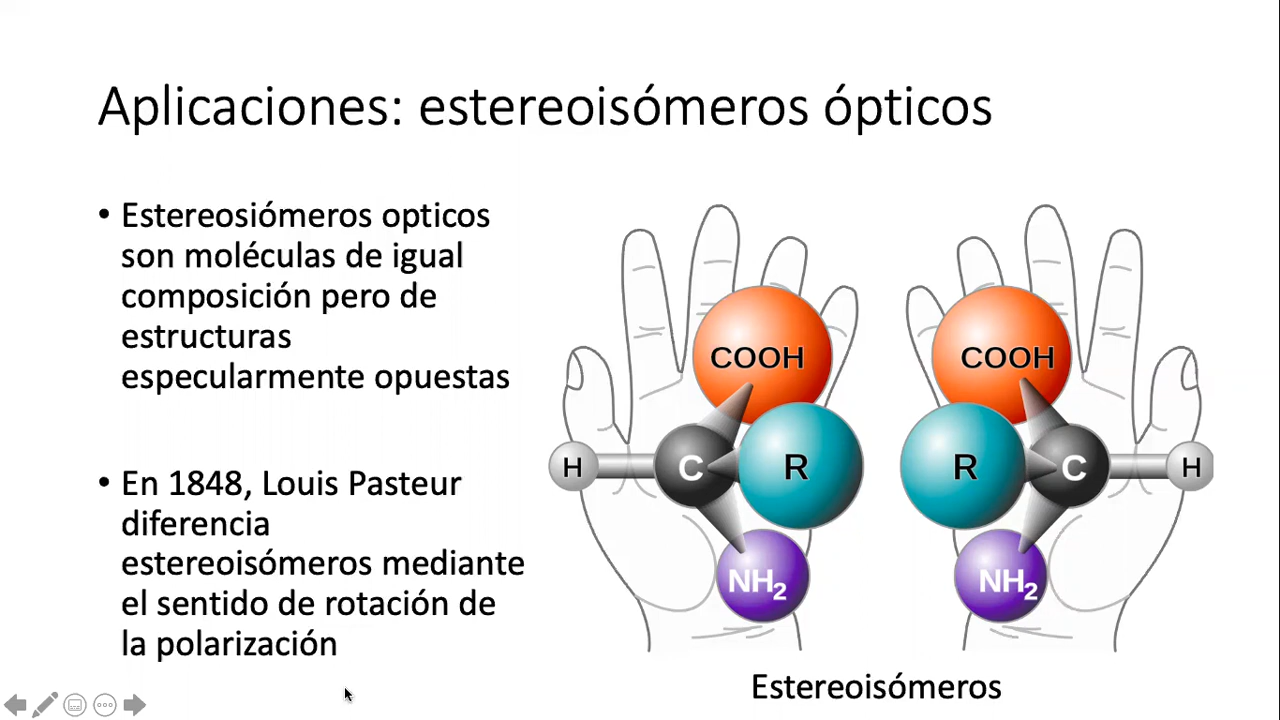 Aplicaciones: estereoisómeros ópticos
• Estereosiómeros opticos
son moléculas de igual
composición pero de
estructuras
especularmente opuestas
• En 1848, Louis Pasteur
diferencia
estereoisómeros mediante
el sentido de rotación de
la polarización
COOH
H
C
R
NH₂
COOH
R
C
H
NH₂
Estereoisómeros